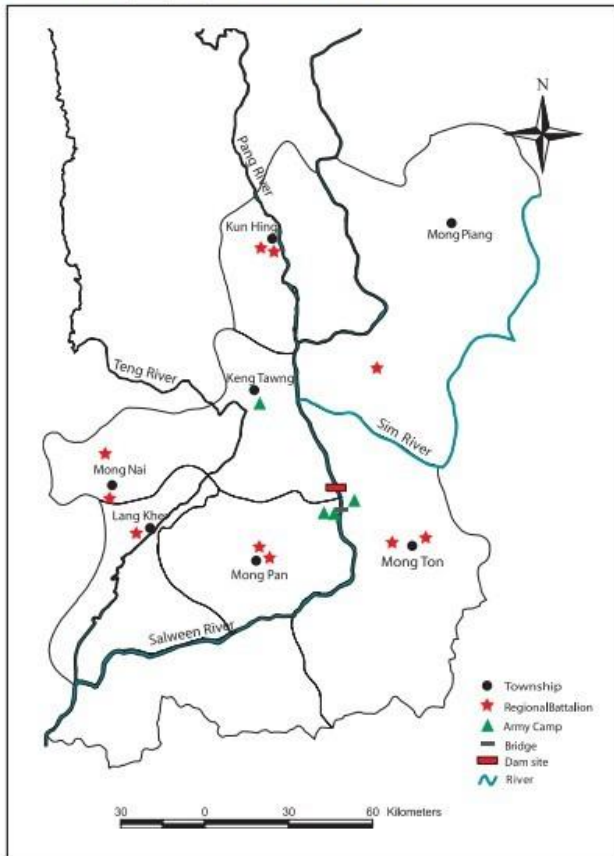 N
Pang River
Kun Hing
Mong Piang
Teng River
Keng Tawng
Sim River
Mong Nai
Lang Kher
Mong Pan
Mong Ton
Salween River
Township
RegionalBattalion
Army Camp
Bridge
Dam site
River
30 0 30 60 Kilometers